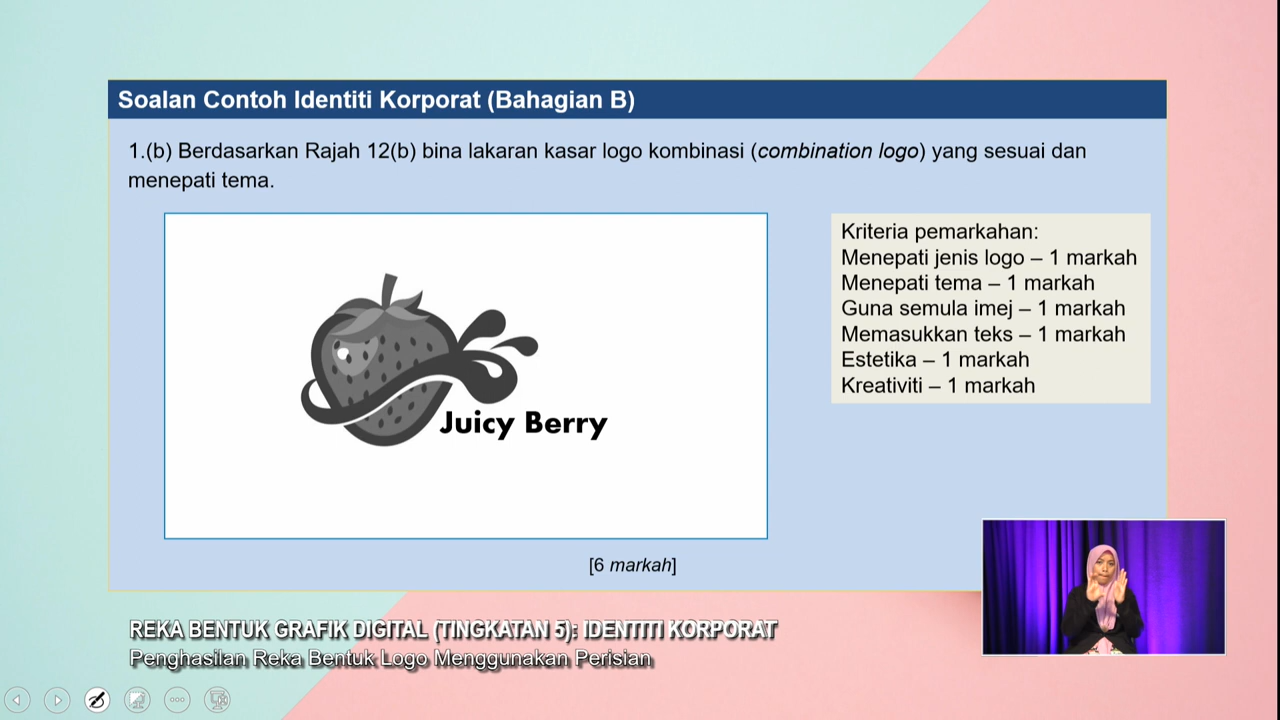 Soalan Contoh Identiti Korporat (Bahagian B)
1.(b) Berdasarkan Rajah 12(b) bina lakaran kasar logo kombinasi (combination logo) yang sesuai dan
menepati tema.
Juicy Berry
Kriteria pemarkahan:
Menepati jenis logo – 1 markah
Menepati tema – 1 markah
Guna semula imej – 1 markah
Memasukkan teks – 1 markah
Estetika – 1 markah
Kreativiti – 1 markah
[6 markah]
REKA BENTUK GRAFIK DIGITAL (TINGKATAN 5): IDENTITI KORPORAT
Penghasilan Reka Bentuk Logo Menggunakan Perisian